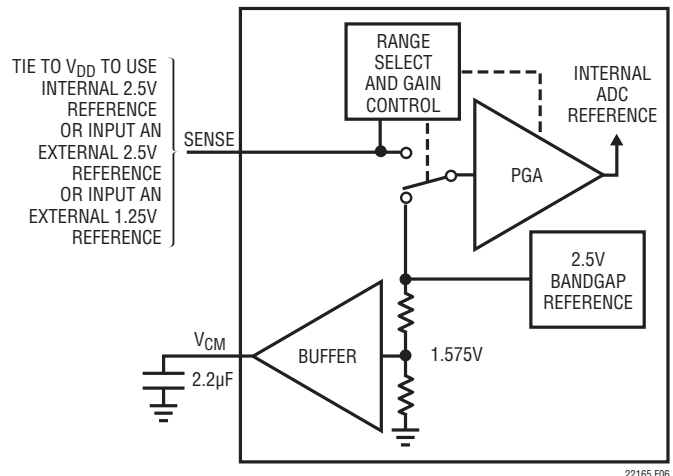 TIE TO VDD TO USE
INTERNAL 2.5V
REFERENCE
OR INPUT AN
EXTERNAL 2.5V
REFERENCE
OR INPUT AN
EXTERNAL 1.25V
REFERENCE
SENSE
RANGE
SELECT
AND GAIN
CONTROL
INTERNAL
ADC
REFERENCE
PGA
2.5V
BANDGAP
REFERENCE
1.575V
BUFFER
VCM
2.2µF
22165 F06